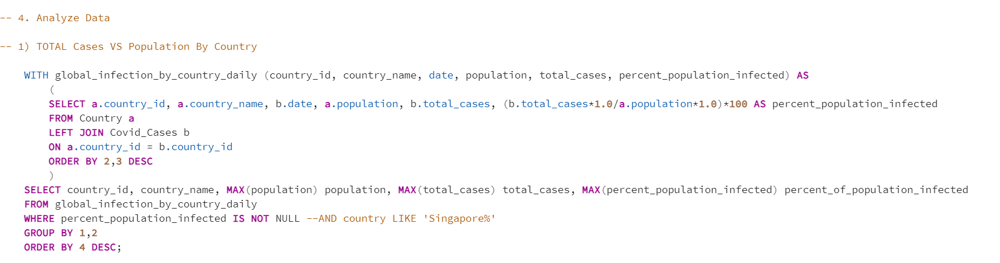 -- 4. Analyze Data
-- 1) TOTAL Cases VS Population By Country
WITH global_infection_by_country_daily (country_id, country_name, date, population, total_cases, percent_population_infected) AS
(
SELECT a.country_id, a.country_name, b.date, a.population, b.total_cases, (b.total_cases*1.0/a.population*1.0)*100 AS percent_population_infected
FROM Country a
LEFT JOIN Covid_Cases b
ON a.country_id = b.country_id
ORDER BY 2,3 DESC
)
SELECT country_id, country_name, MAX(population) population, MAX(total_cases) total_cases, MAX(percent_population_infected) percent_of_population_infected
FROM global_infection_by_country_daily
WHERE percent_population_infected IS NOT NULL --AND country LIKE 'Singapore%'
GROUP BY 1,2
ORDER BY 4 DESC;